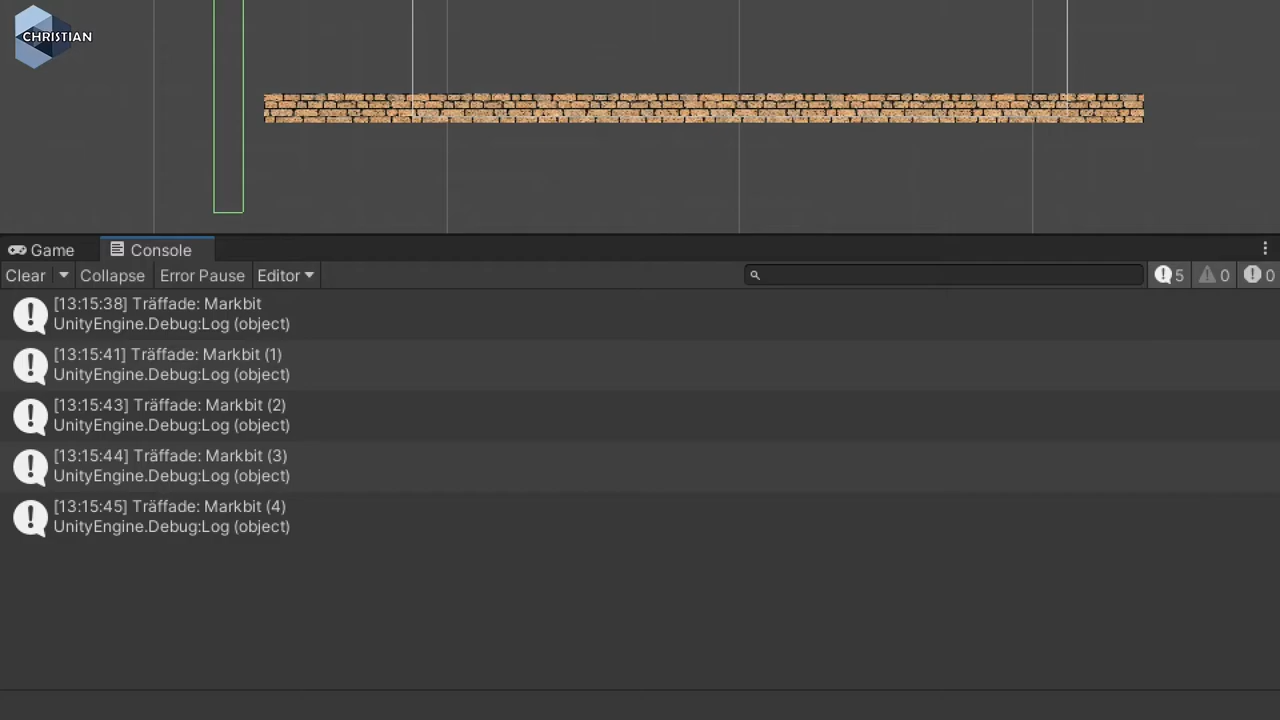 CHRISTIAN
Game
Console
Clear Collapse Error Pause Editor 5 0 0
[13:15:38] Träffade: Markbit
UnityEngine.Debug:Log (object)
[13:15:41] Träffade: Markbit (1)
UnityEngine.Debug:Log (object)
[13:15:43] Träffade: Markbit (2)
UnityEngine.Debug:Log (object)
[13:15:44] Träffade: Markbit (3)
UnityEngine.Debug:Log (object)
[13:15:45] Träffade: Markbit (4)
UnityEngine.Debug:Log (object)